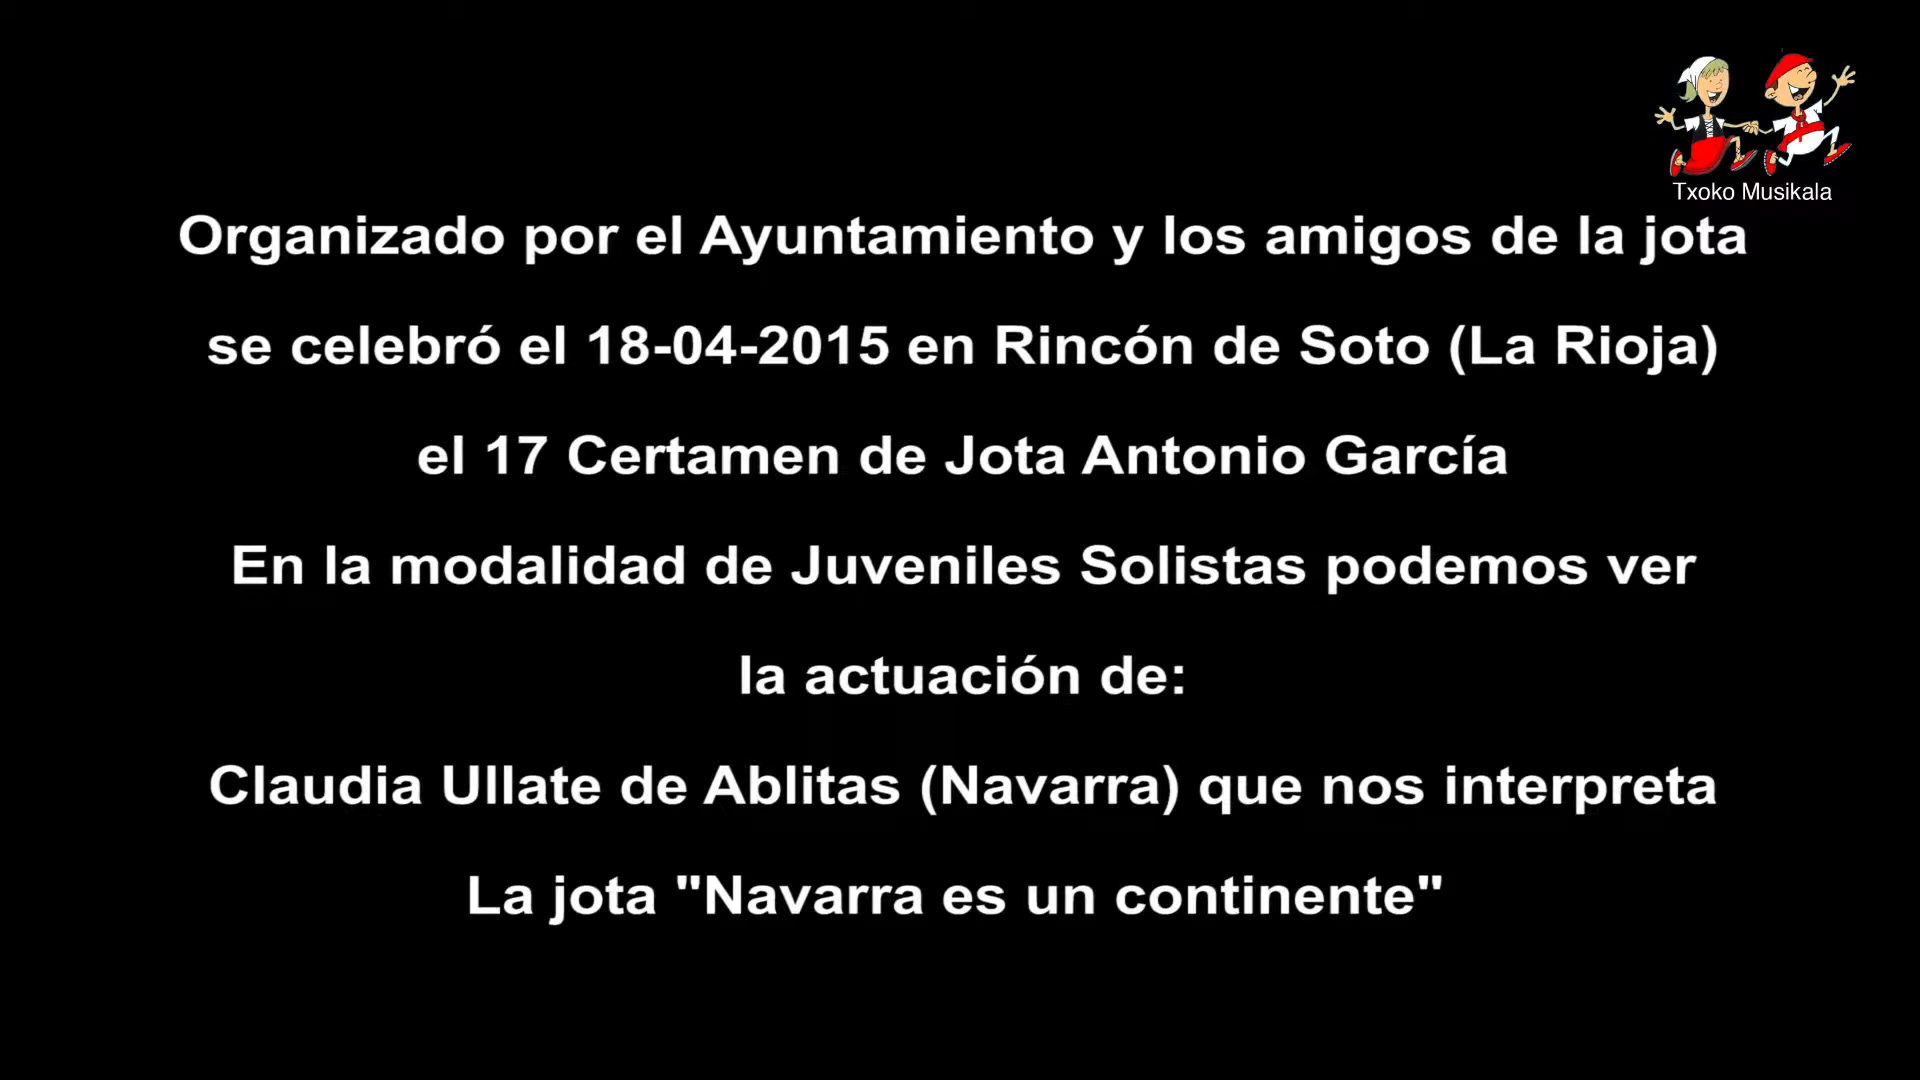 Txoko Musikala
Organizado por el Ayuntamiento y los amigos de la jota
se celebró el 18-04-2015 en Rincón de Soto (La Rioja)
el 17 Certamen de Jota Antonio García
En la modalidad de Juveniles Solistas podemos ver
la actuación de:
Claudia Ullate de Ablitas (Navarra) que nos interpreta
La jota "Navarra es un continente"